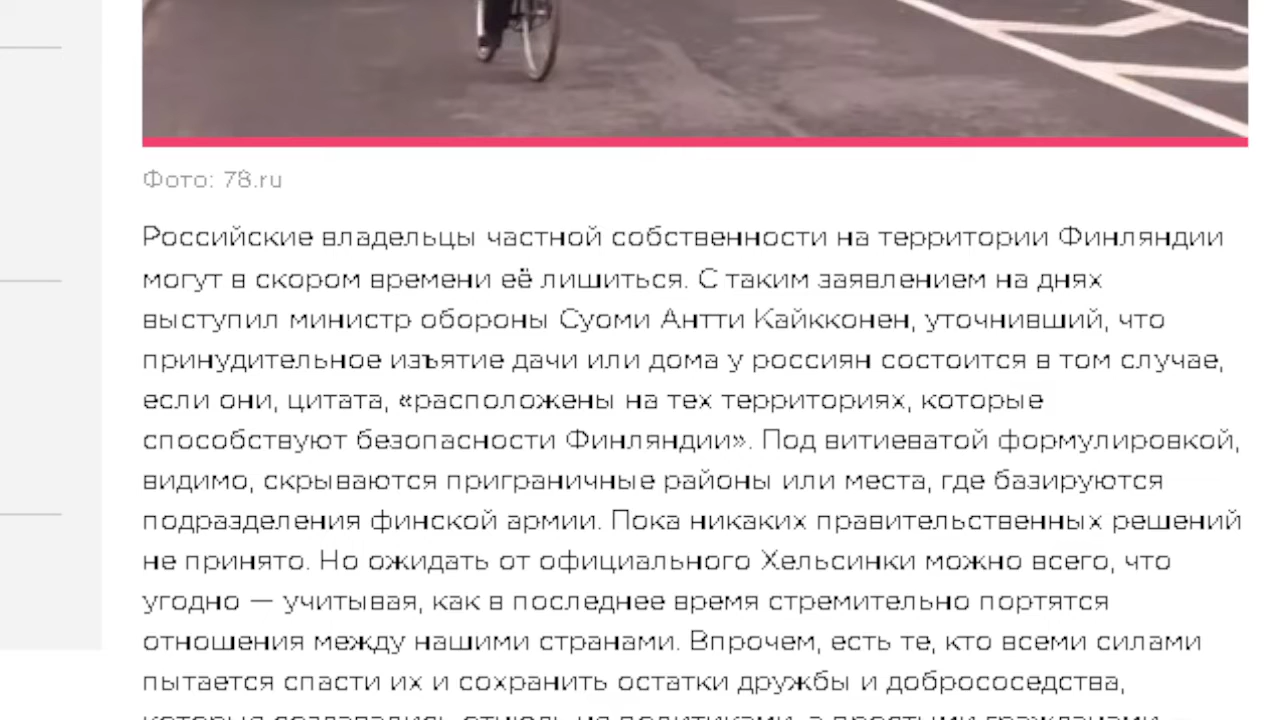 Фото: 78.ru
Российские владельцы частной собственности на территории Финляндии
могут в скором времени её лишиться. С таким заявлением на днях
выступил министр обороны Суоми Антти Кайкконен, уточнивший, что
принудительное изъятие дачи или дома у россиян состоится в том случае,
если они, цитата, «расположены на тех территориях, которые
способствуют безопасности Финляндии». Под витиеватой формулировкой,
видимо, скрываются приграничные районы или места, где базируются
подразделения финской армии. Пока никаких правительственных решений
не принято. Но ожидать от официального Хельсинки можно всего, что
угодно — учитывая, как в последнее время стремительно портятся
отношения между нашими странами. Впрочем, есть те, кто всеми силами
пытается спасти их и сохранить остатки дружбы и добрососедства,